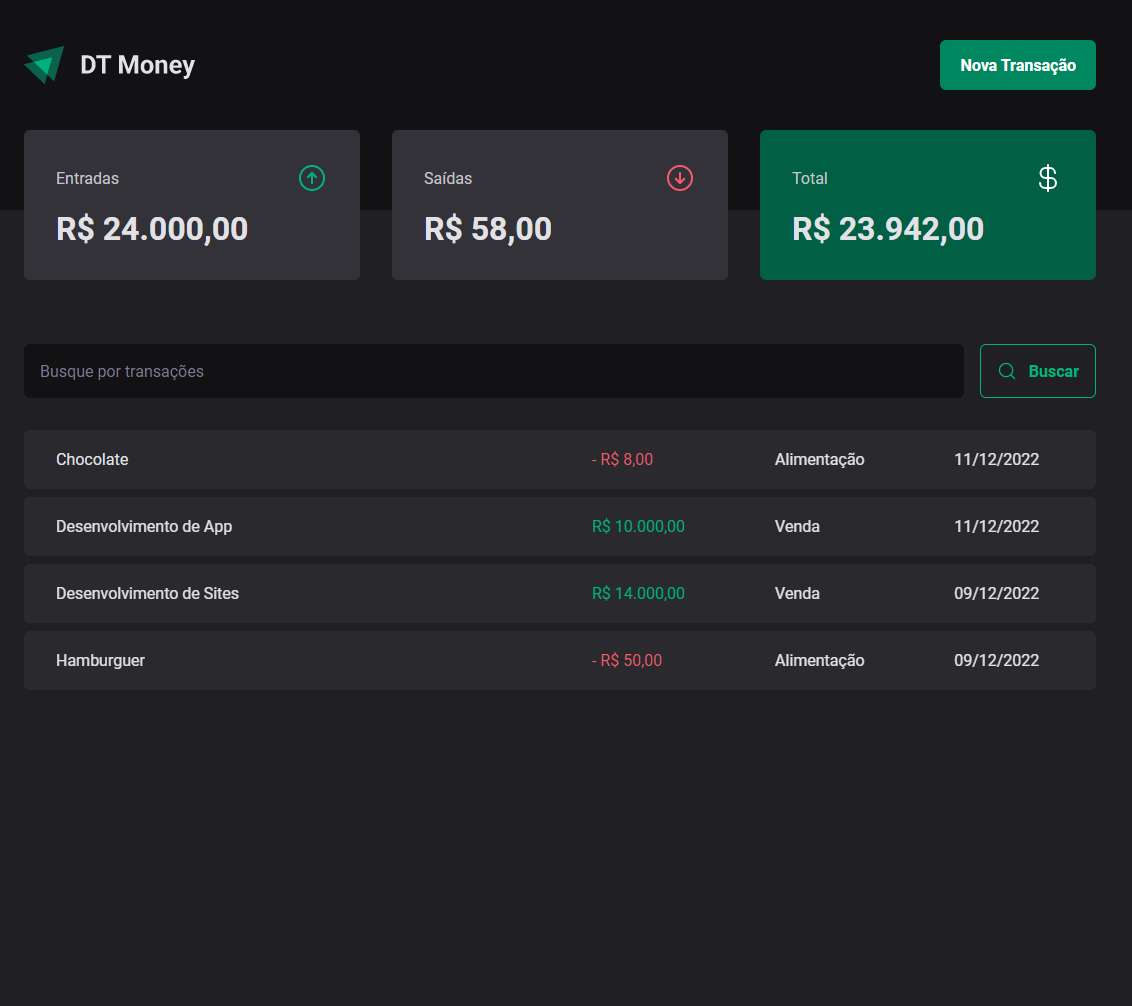 DT Money
Nova Transação
Entradas
R$ 24.000,00
Saídas
R$ 58,00
Total
R$ 23.942,00
Busque por transações
Buscar
Chocolate - R$ 8,00 Alimentação 11/12/2022
Desenvolvimento de App R$ 10.000,00 Venda 11/12/2022
Desenvolvimento de Sites R$ 14.000,00 Venda 09/12/2022
Hamburguer - R$ 50,00 Alimentação 09/12/2022